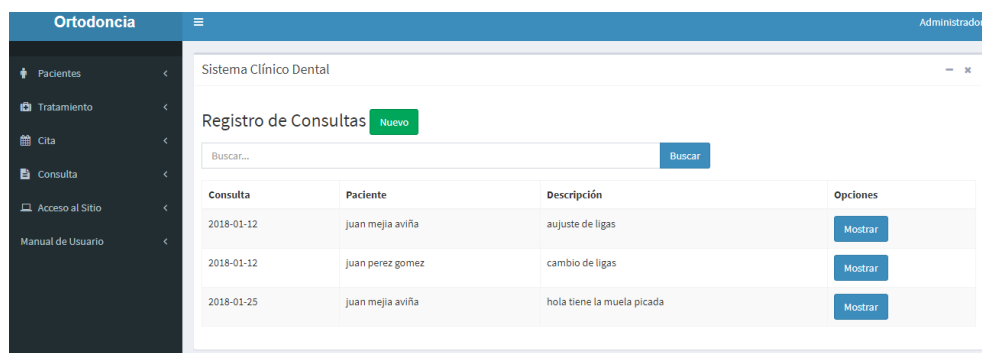 Ortodoncia
Administrador
Pacientes
Tratamiento
Cita
Consulta
Acceso al Sitio
Manual de Usuario
Sistema Clínico Dental
Registro de Consultas Nuevo
Buscar... Buscar
Consulta Paciente Descripción Opciones
2018-01-12 juan mejia aviña aujuste de ligas Mostrar
2018-01-12 juan perez gomez cambio de ligas Mostrar
2018-01-25 juan mejia aviña hola tiene la muela picada Mostrar